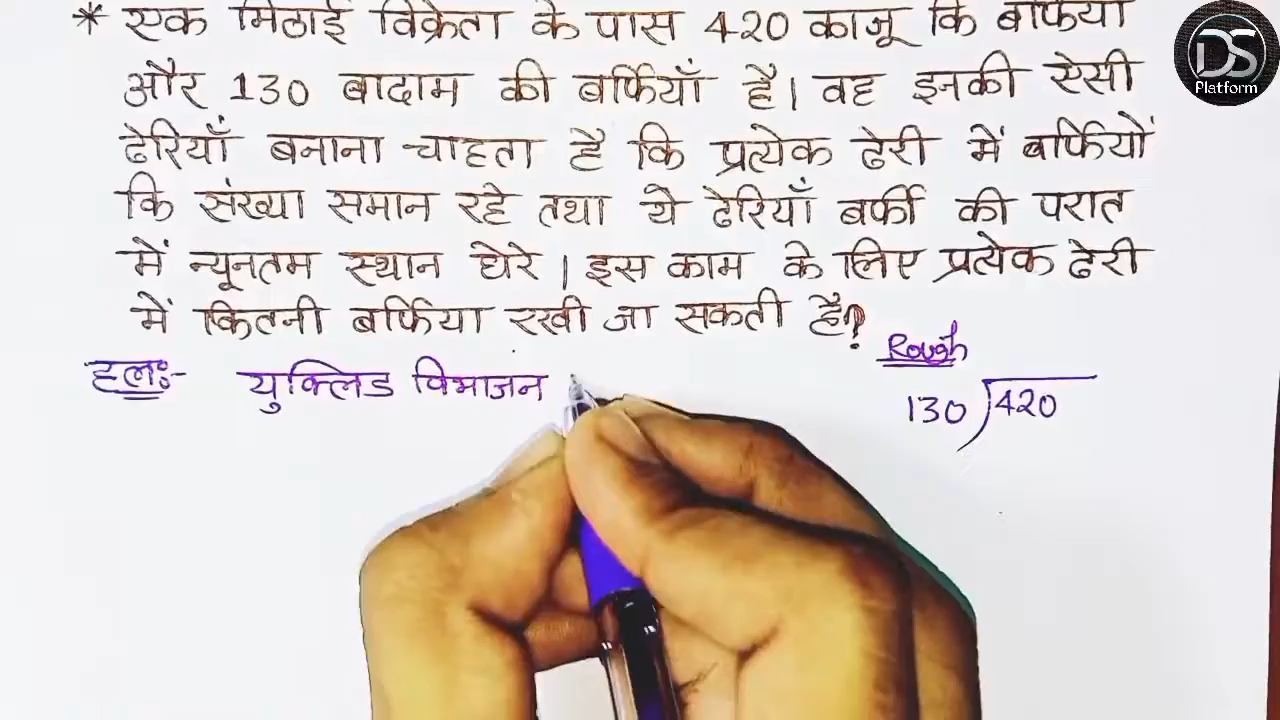 * एक मिठाई विक्रेता के पास 420 काजू कि बर्फियाँ
और 130 बादाम की बर्फियाँ है। वह इनकी ऐसी
ढेरियाँ बनाना चाहता है कि प्रत्येक ढेरी में बर्फियों
कि संख्या समान रहे तथा ये ढेरियाँ बर्फी की परात
में न्यूनतम स्थान घेरे । इस काम के लिए प्रत्येक ढेरी
में कितनी बर्फिया रखी जा सकती है?
हल:- युक्लिड विभाजन
Rough
130 )420
DS
Platform